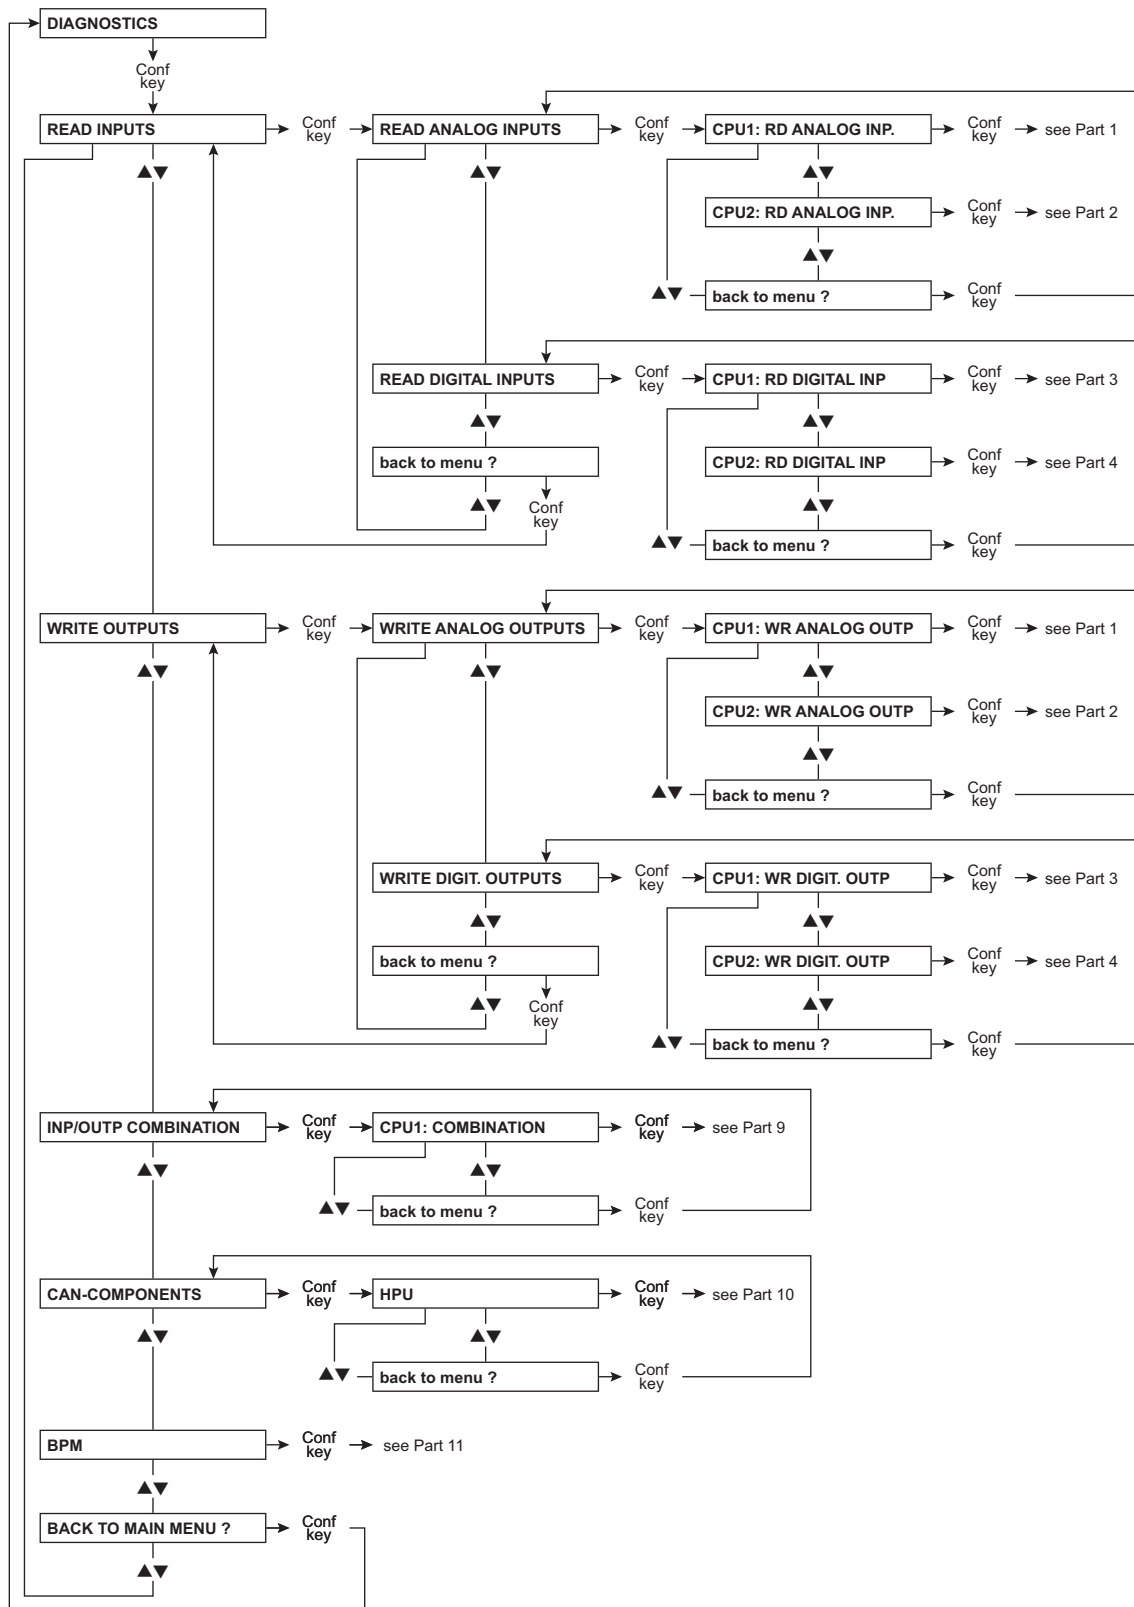 DIAGNOSTICS
Conf
key
READ INPUTS
Conf
key
READ ANALOG INPUTS
Conf
key
CPU1: RD ANALOG INP.
Conf
key
see Part 1
CPU2: RD ANALOG INP.
Conf
key
see Part 2
back to menu ?
Conf
key
READ DIGITAL INPUTS
Conf
key
CPU1: RD DIGITAL INP
Conf
key
see Part 3
back to menu ?
Conf
key
CPU2: RD DIGITAL INP
Conf
key
see Part 4
back to menu ?
Conf
key
WRITE OUTPUTS
Conf
key
WRITE ANALOG OUTPUTS
Conf
key
CPU1: WR ANALOG OUTP
Conf
key
see Part 1
CPU2: WR ANALOG OUTP
Conf
key
see Part 2
back to menu ?
Conf
key
WRITE DIGIT. OUTPUTS
Conf
key
CPU1: WR DIGIT. OUTP
Conf
key
see Part 3
back to menu ?
Conf
key
CPU2: WR DIGIT. OUTP
Conf
key
see Part 4
back to menu ?
Conf
key
INP/OUTP COMBINATION
Conf
key
CPU1: COMBINATION
Conf
key
see Part 9
back to menu ?
Conf
key
CAN-COMPONENTS
Conf
key
HPU
Conf
key
see Part 10
back to menu ?
Conf
key
BPM
Conf
key
see Part 11
BACK TO MAIN MENU ?
Conf
key